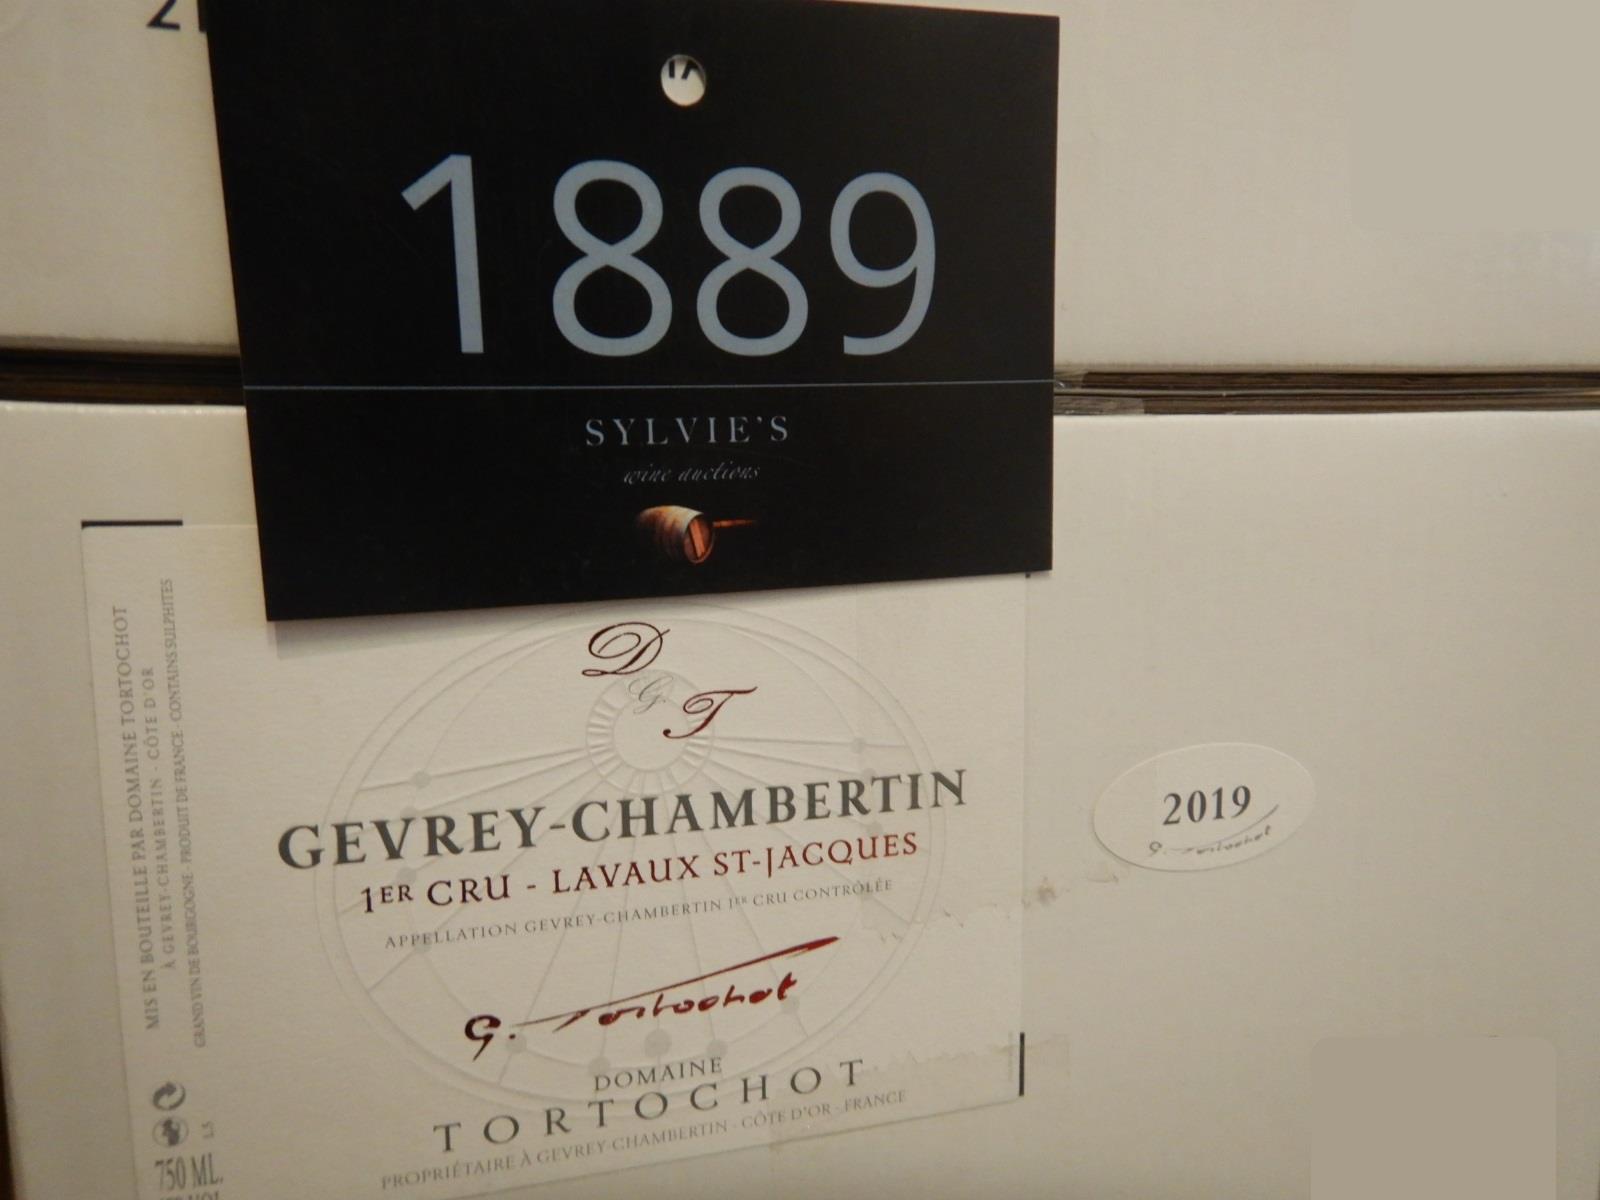 1889
SYLVIE'S
wine auctions
D
G.
T
GEVREY-CHAMBERTIN
1ER CRU - LAVAUX ST-JACQUES
APPELLATION GEVREY-CHAMBERTIN 1ER CRU CONTRÔLÉE
G. Tortochot
DOMAINE
TORTOCHOT
PROPRIÉTAIRE À GEVREY-CHAMBERTIN - CÔTE D'OR - FRANCE
MIS EN BOUTEILLE PAR DOMAINE TORTOCHOT
À GEVREY-CHAMBERTIN - CÔTE D'OR
GRAND VIN DE BOURGOGNE - PRODUIT DE FRANCE - CONTAINS SULPHITES
L5
750 ML.
2019
G. Tortochot